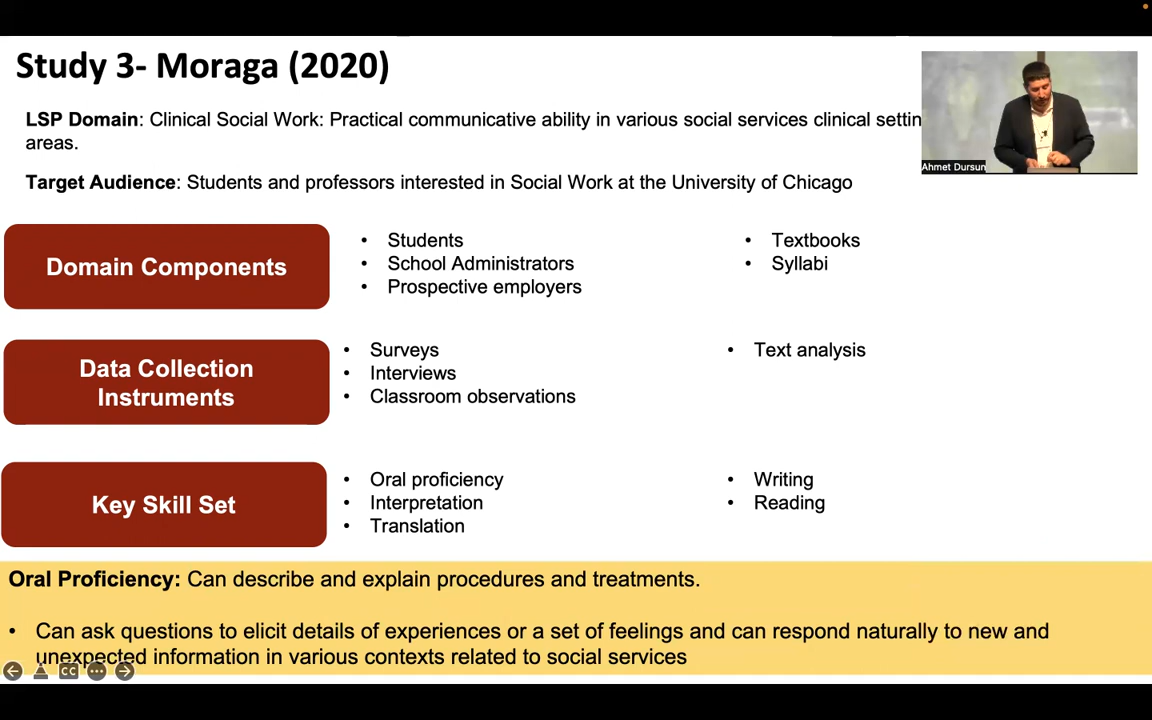 Study 3- Moraga (2020)
LSP Domain: Clinical Social Work: Practical communicative ability in various social services clinical
areas.
Ahmet Dursun
Target Audience: Students and professors interested in Social Work at the University of Chicago
Domain Components
• Students
• School Administrators
• Prospective employers
• Textbooks
• Syllabi
Data Collection
Instruments
• Surveys
• Interviews
• Classroom observations
• Text analysis
Key Skill Set
• Oral proficiency
• Interpretation
• Translation
• Writing
• Reading
Oral Proficiency: Can describe and explain procedures and treatments.
• Can ask questions to elicit details of experiences or a set of feelings and can respond naturally to new and
unexpected information in various contexts related to social services
CC